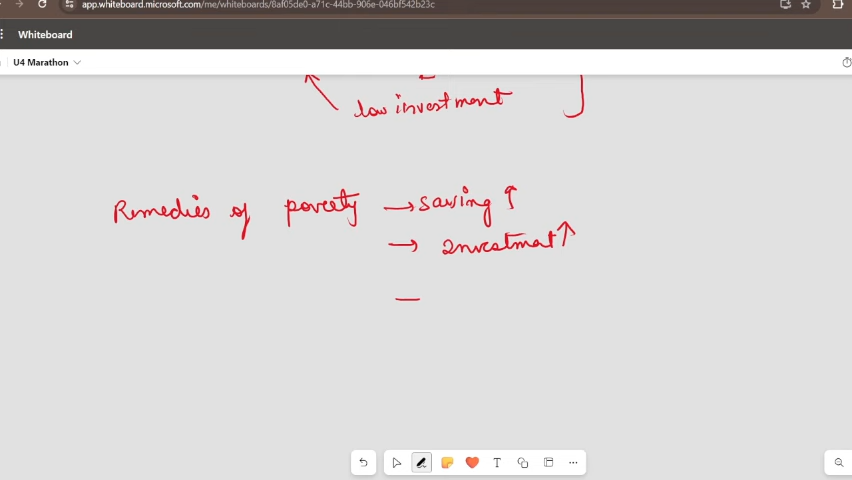 app.whiteboard.microsoft.com/me/whiteboards/8af05de0-a71c-44bb-906e-046bf542b23c
Whiteboard
U4 Marathon
low investment
Remedies of poverty → saving ↑
→ investmat ↑